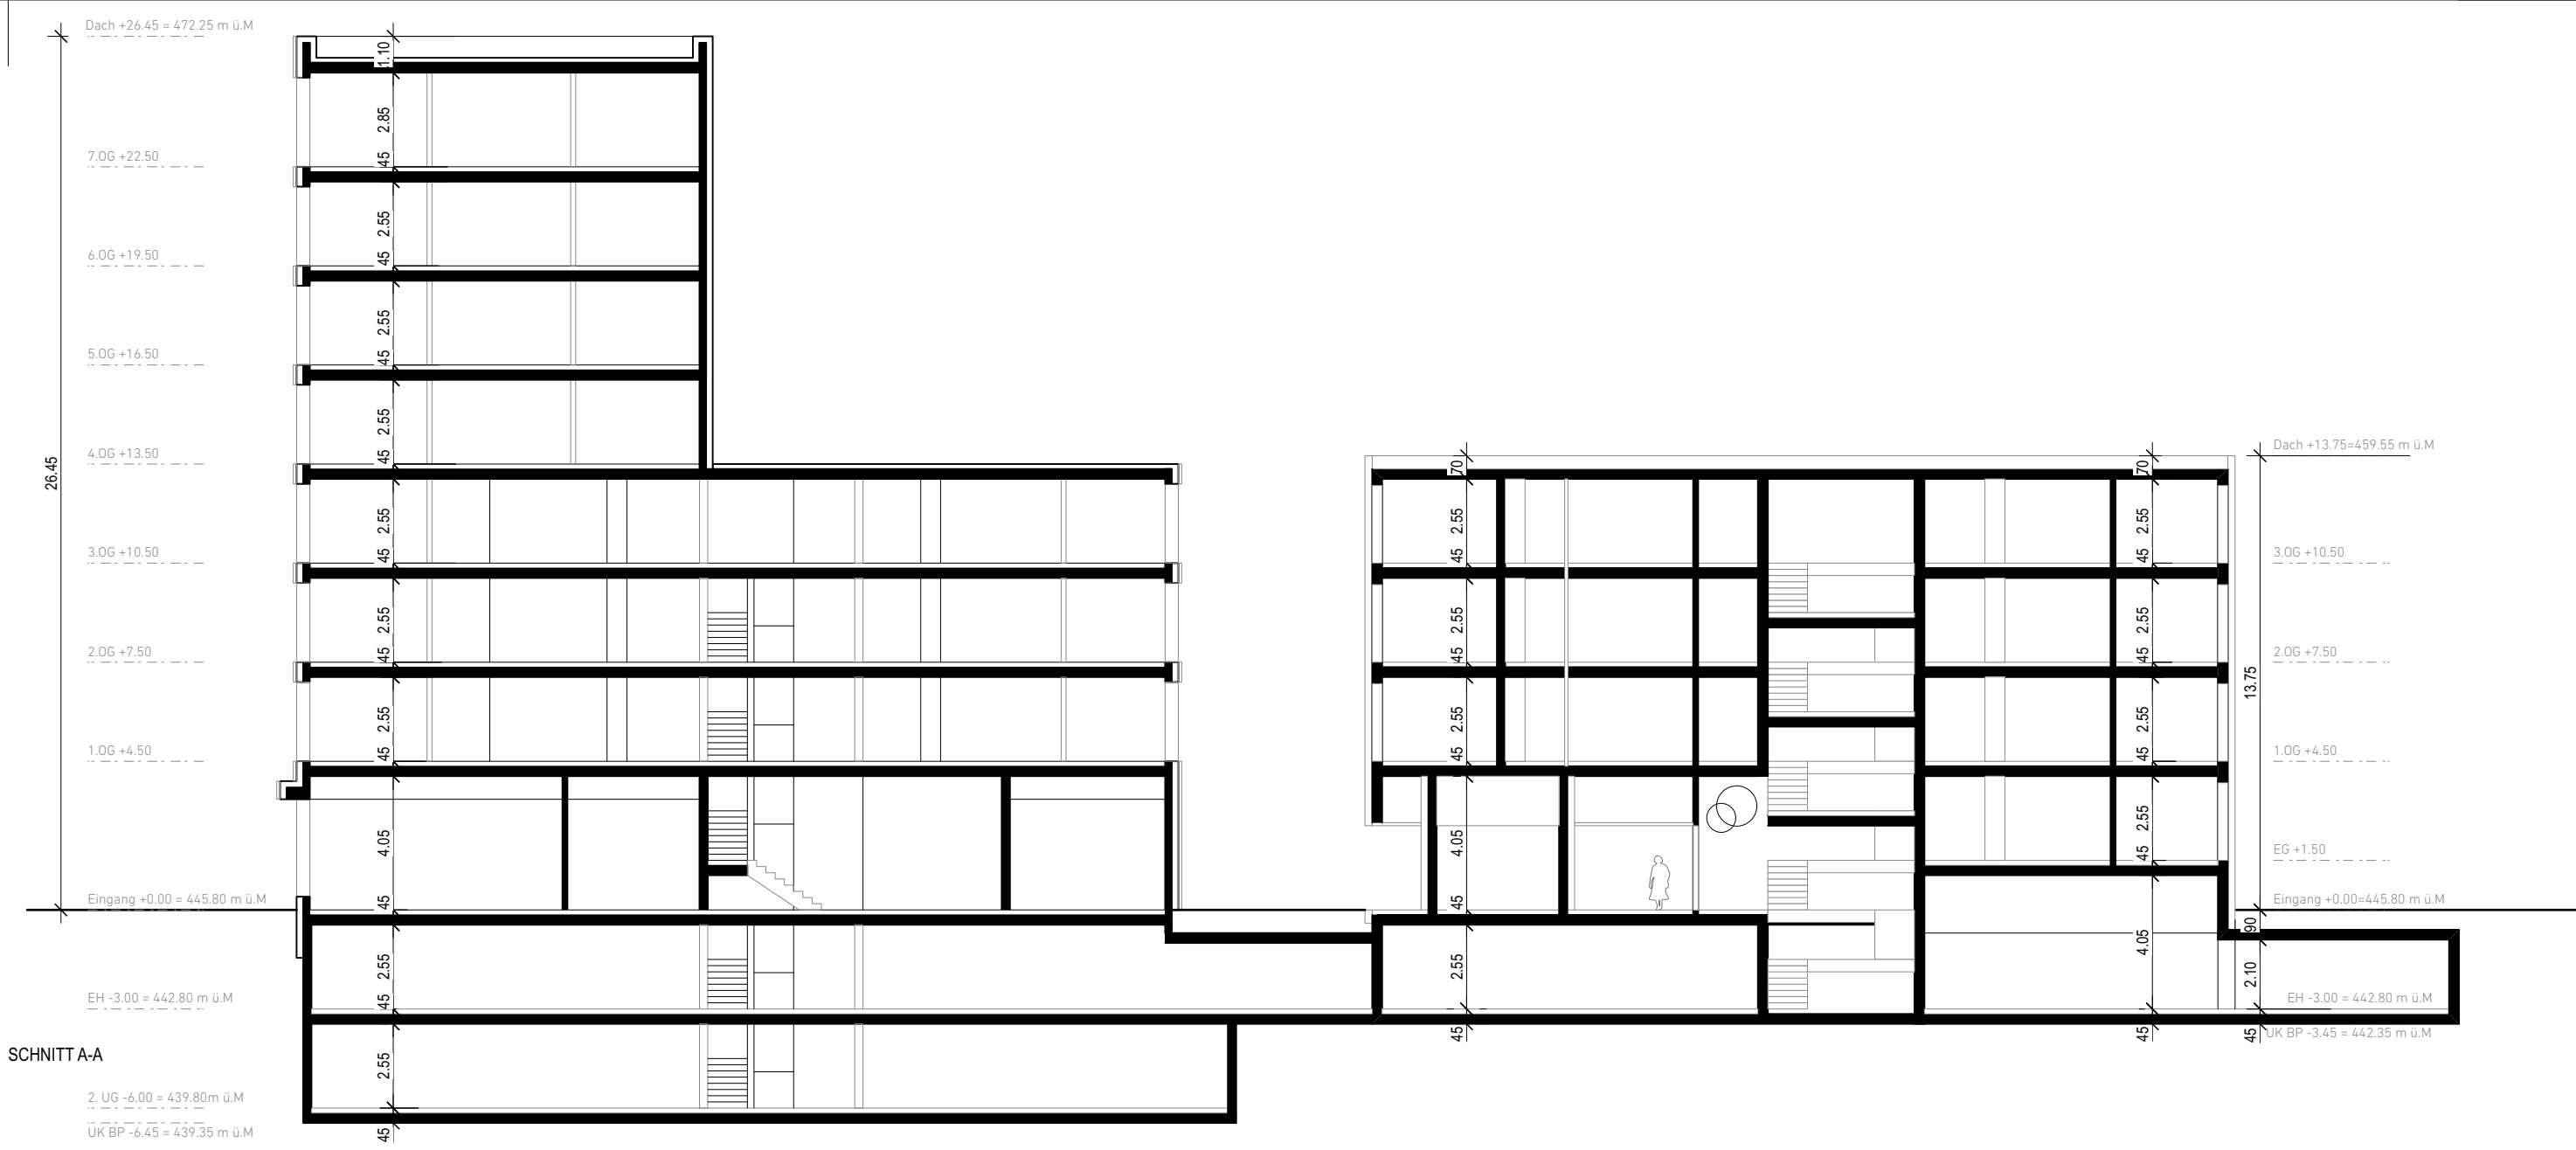 Dach +26.45 = 472.25 m ü.M
7.OG +22.50
6.OG +19.50
5.OG +16.50
4.OG +13.50
3.OG +10.50
2.OG +7.50
1.OG +4.50
Eingang +0.00 = 445.80 m ü.M
EH -3.00 = 442.80 m ü.M
SCHNITT A-A
2. UG -6.00 = 439.80m ü.M
UK BP -6.45 = 439.35 m ü.M
26.45
1.10
2.85
45
2.55
45
2.55
45
2.55
45
2.55
45
2.55
45
2.55
45
4.05
45
2.55
45
2.55
45
70
2.55
45
2.55
45
2.55
45
4.05
45
2.55
45
70
2.55
45
2.55
45
2.55
45
2.55
45
4.05
45
13.75
90
2.10
45
Dach +13.75=459.55 m ü.M
3.OG +10.50
2.OG +7.50
1.OG +4.50
EG +1.50
Eingang +0.00=445.80 m ü.M
EH -3.00 = 442.80 m ü.M
UK BP -3.45 = 442.35 m ü.M